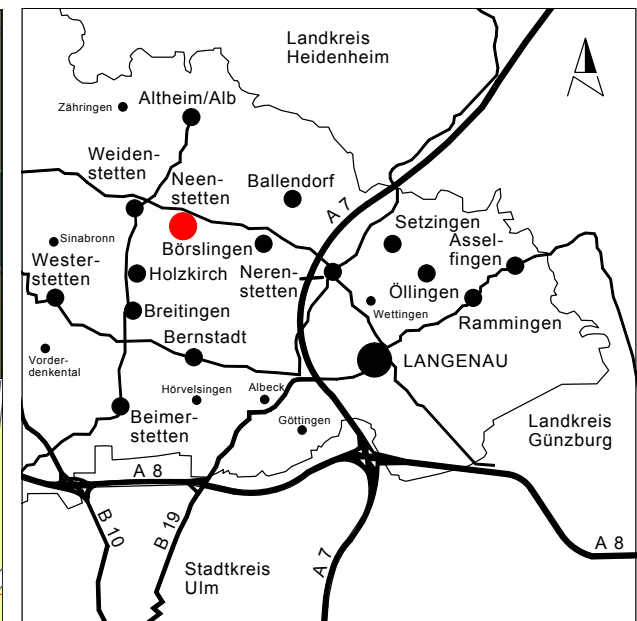 Landkreis
Heidenheim
Zähringen
Altheim/Alb
Weiden-
stetten
Neen-
stetten
Ballendorf
A 7
Setzingen
Assel-
fingen
Sinabronn
Börslingen
Wester-
stetten
Holzkirch
Neren-
stetten
Öllingen
Wettingen
Breitingen
Rammingen
Bernstadt
LANGENAU
Vorder-
denkental
Hörvelsingen
Albeck
Beimer-
stetten
Göttingen
Landkreis
Günzburg
A 8
B 10
B 19
A 7
A 8
Stadtkreis
Ulm